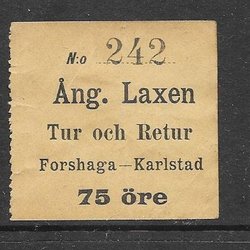 N:o 242
Ång. Laxen
Tur och Retur
Forshaga—Karlstad
75 öre